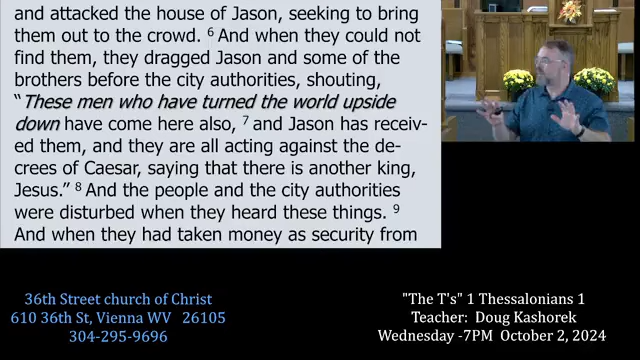 and attacked the house of Jason, seeking to bring
them out to the crowd. 6 And when they could not
find them, they dragged Jason and some of the
brothers before the city authorities, shouting,
“These men who have turned the world upside
down have come here also, 7 and Jason has receiv-
ed them, and they are all acting against the de-
crees of Caesar, saying that there is another king,
Jesus.” 8 And the people and the city authorities
were disturbed when they heard these things. 9
And when they had taken money as security from
36th Street church of Christ
610 36th St, Vienna WV 26105
304-295-9696
"The T's" 1 Thessalonians 1
Teacher: Doug Kashorek
Wednesday -7PM October 2, 2024